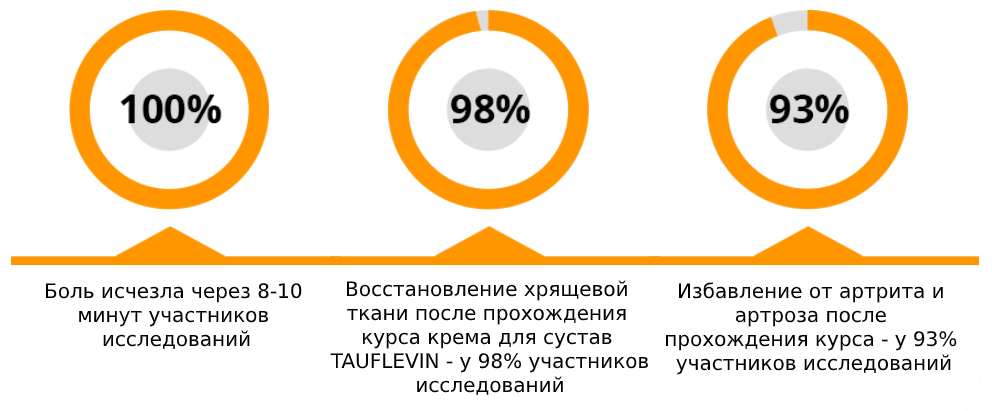 100%
98%
93%
Боль исчезла через 8-10
минут участников
исследований
Восстановление хрящевой
ткани после прохождения
курса крема для сустав
TAUFLEVIN - у 98% участников
исследований
Избавление от артрита и
артроза после
прохождения курса - у 93%
участников исследований